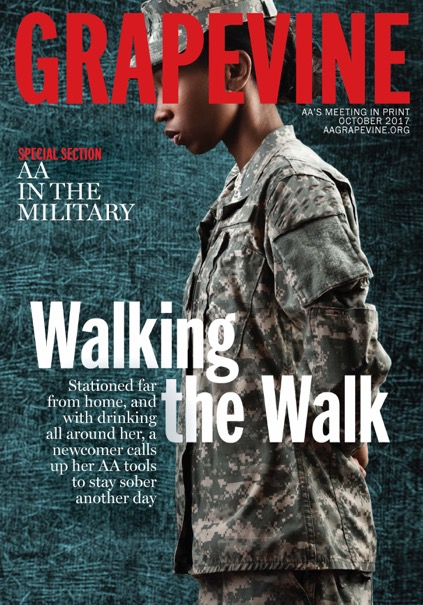 GRAPEVINE
AA'S MEETING IN PRINT
OCTOBER 2017
AAGRAPEVINE.ORG
SPECIAL SECTION
AA
IN THE
MILITARY
Walking
the Walk
Stationed far
from home, and
with drinking
all around her, a
newcomer calls
up her AA tools
to stay sober
another day